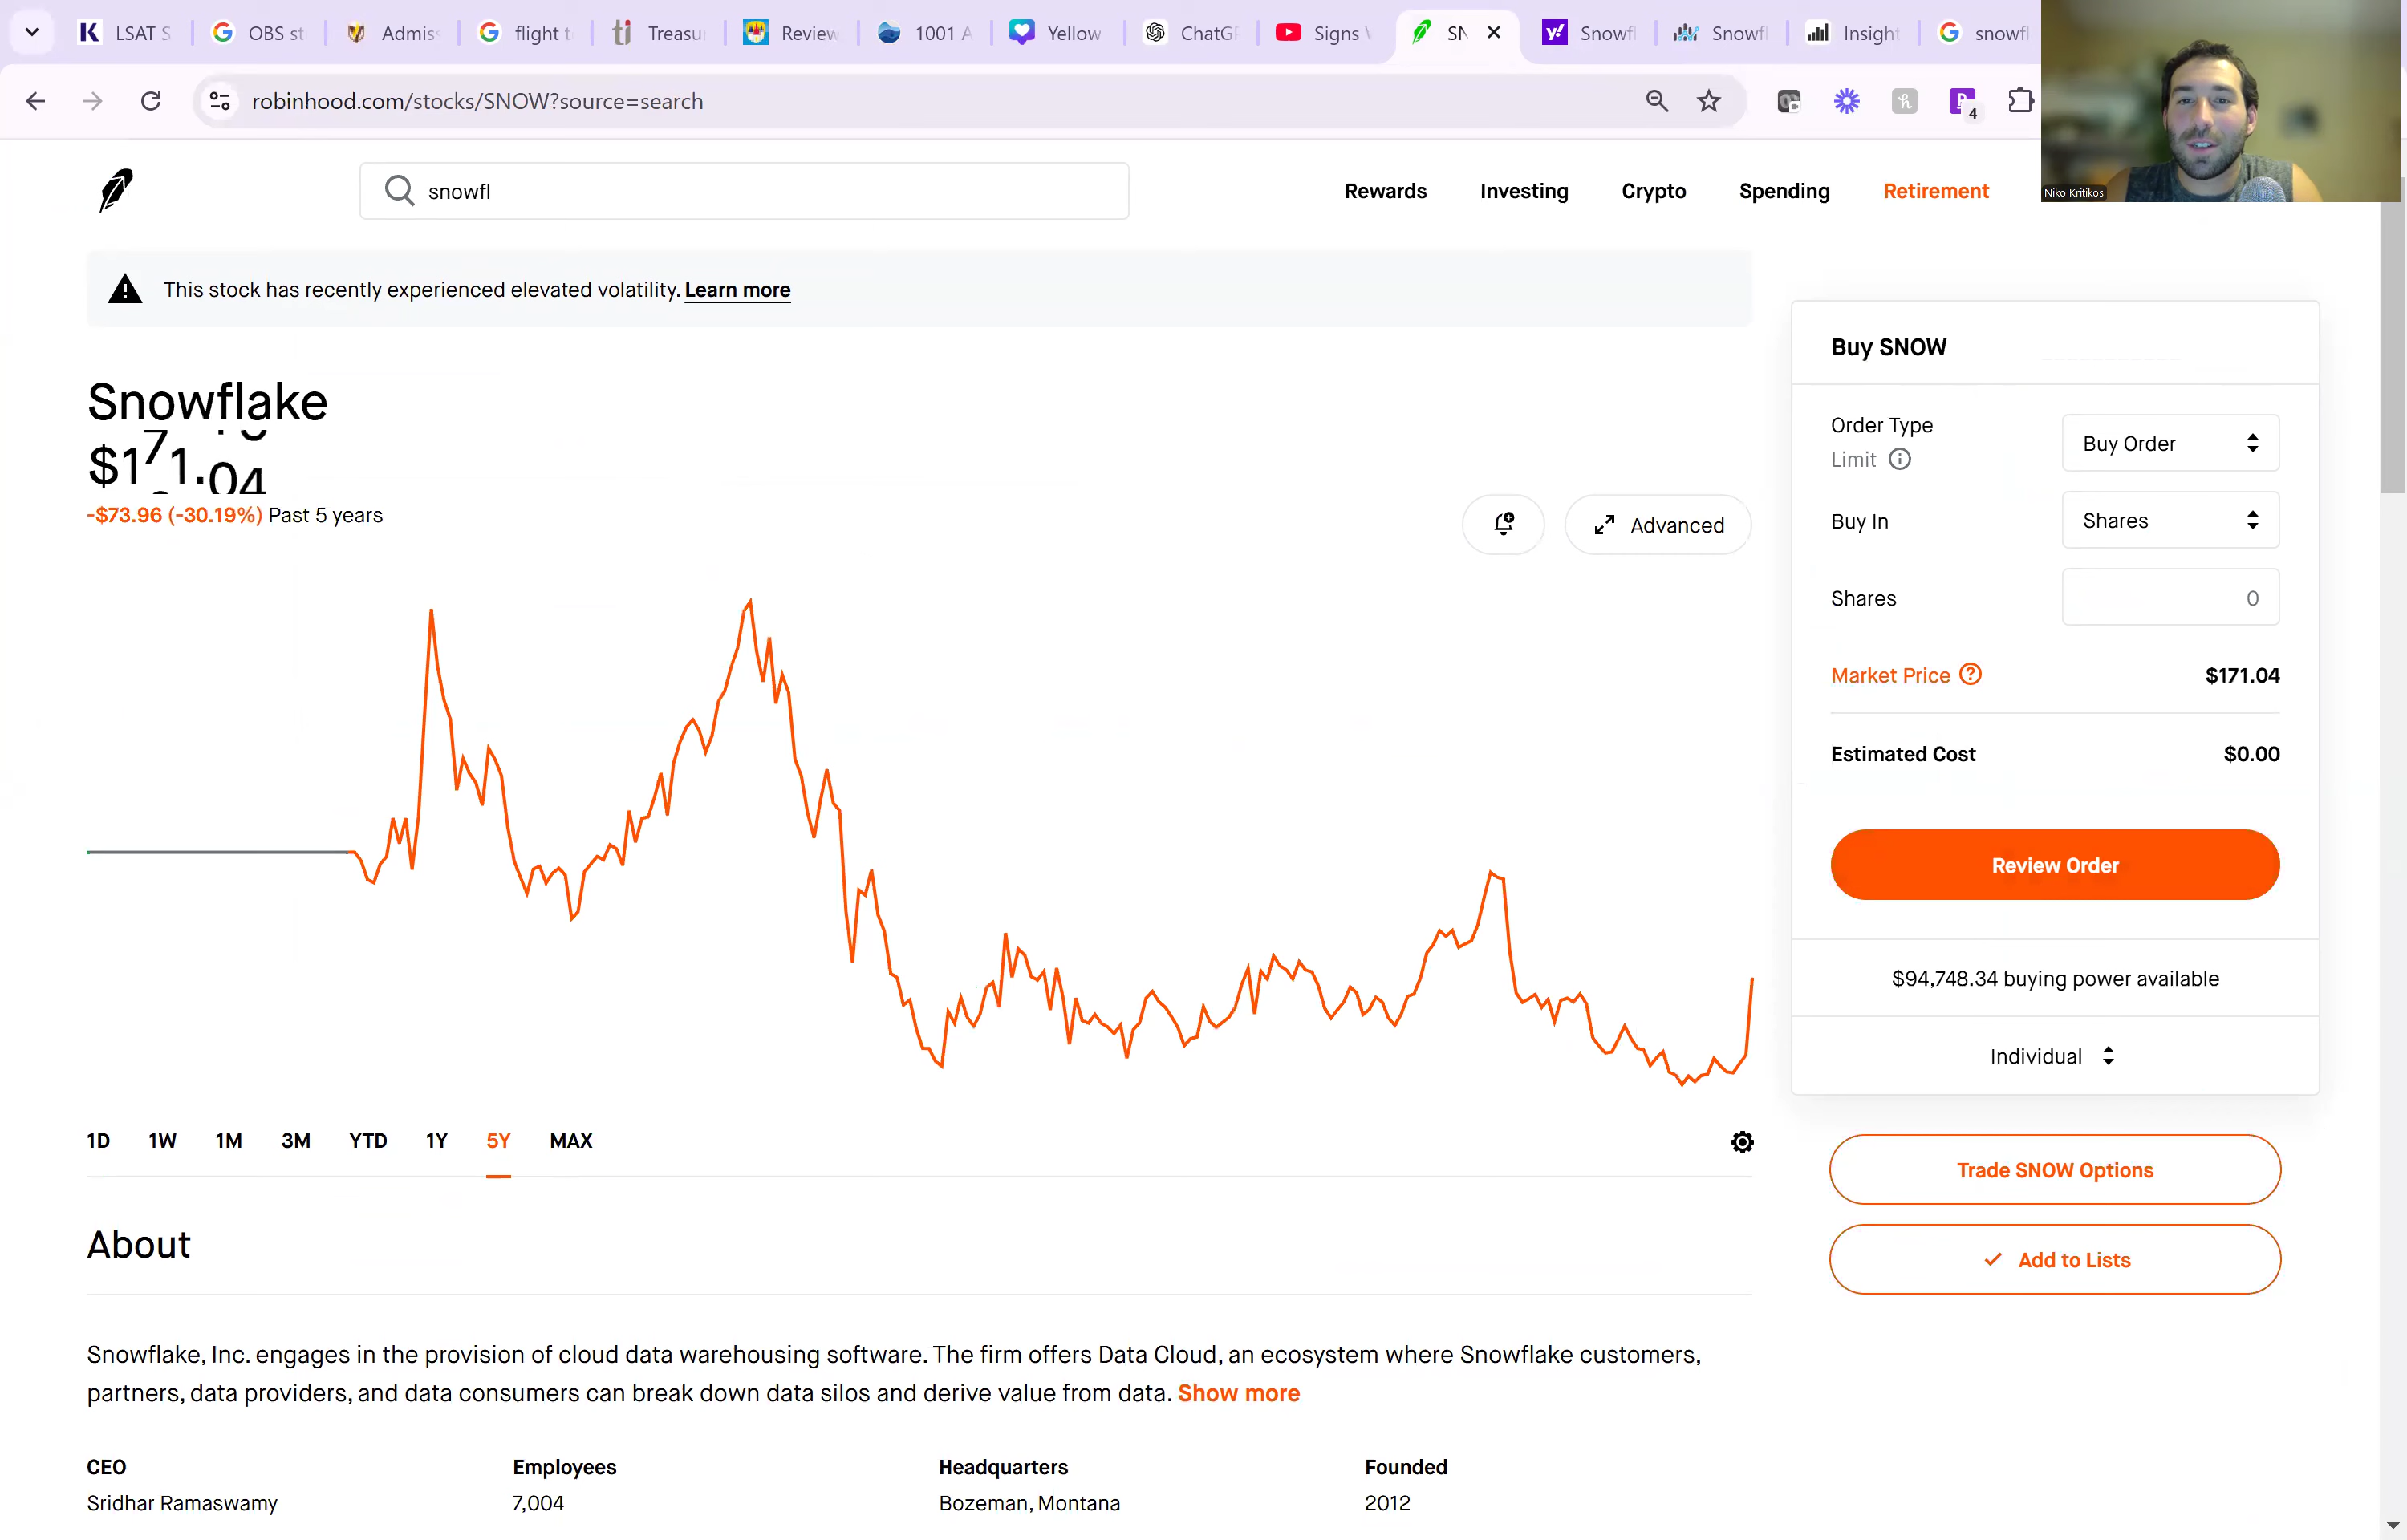 LSAT S
OBS st
Admis
flight t
Treasu
Review
1001 A
Yellow
ChatGP
Signs V
SN
Snowfl
Snowfl
Insight
snowfl
robinhood.com/stocks/SNOW?source=search
4
Niko Kritikos
snowfl
Rewards
Investing
Crypto
Spending
Retirement
This stock has recently experienced elevated volatility. Learn more
Snowflake
$171.04
-$73.96 (-30.19%) Past 5 years
Advanced
1D
1W
1M
3M
YTD
1Y
5Y
MAX
About
Snowflake, Inc. engages in the provision of cloud data warehousing software. The firm offers Data Cloud, an ecosystem where Snowflake customers,
partners, data providers, and data consumers can break down data silos and derive value from data. Show more
CEO
Sridhar Ramaswamy
Employees
7,004
Headquarters
Bozeman, Montana
Founded
2012
Buy SNOW
Order Type
Limit
Buy Order
Buy In
Shares
Shares
0
Market Price
$171.04
Estimated Cost
$0.00
Review Order
$94,748.34 buying power available
Individual
Trade SNOW Options
Add to Lists